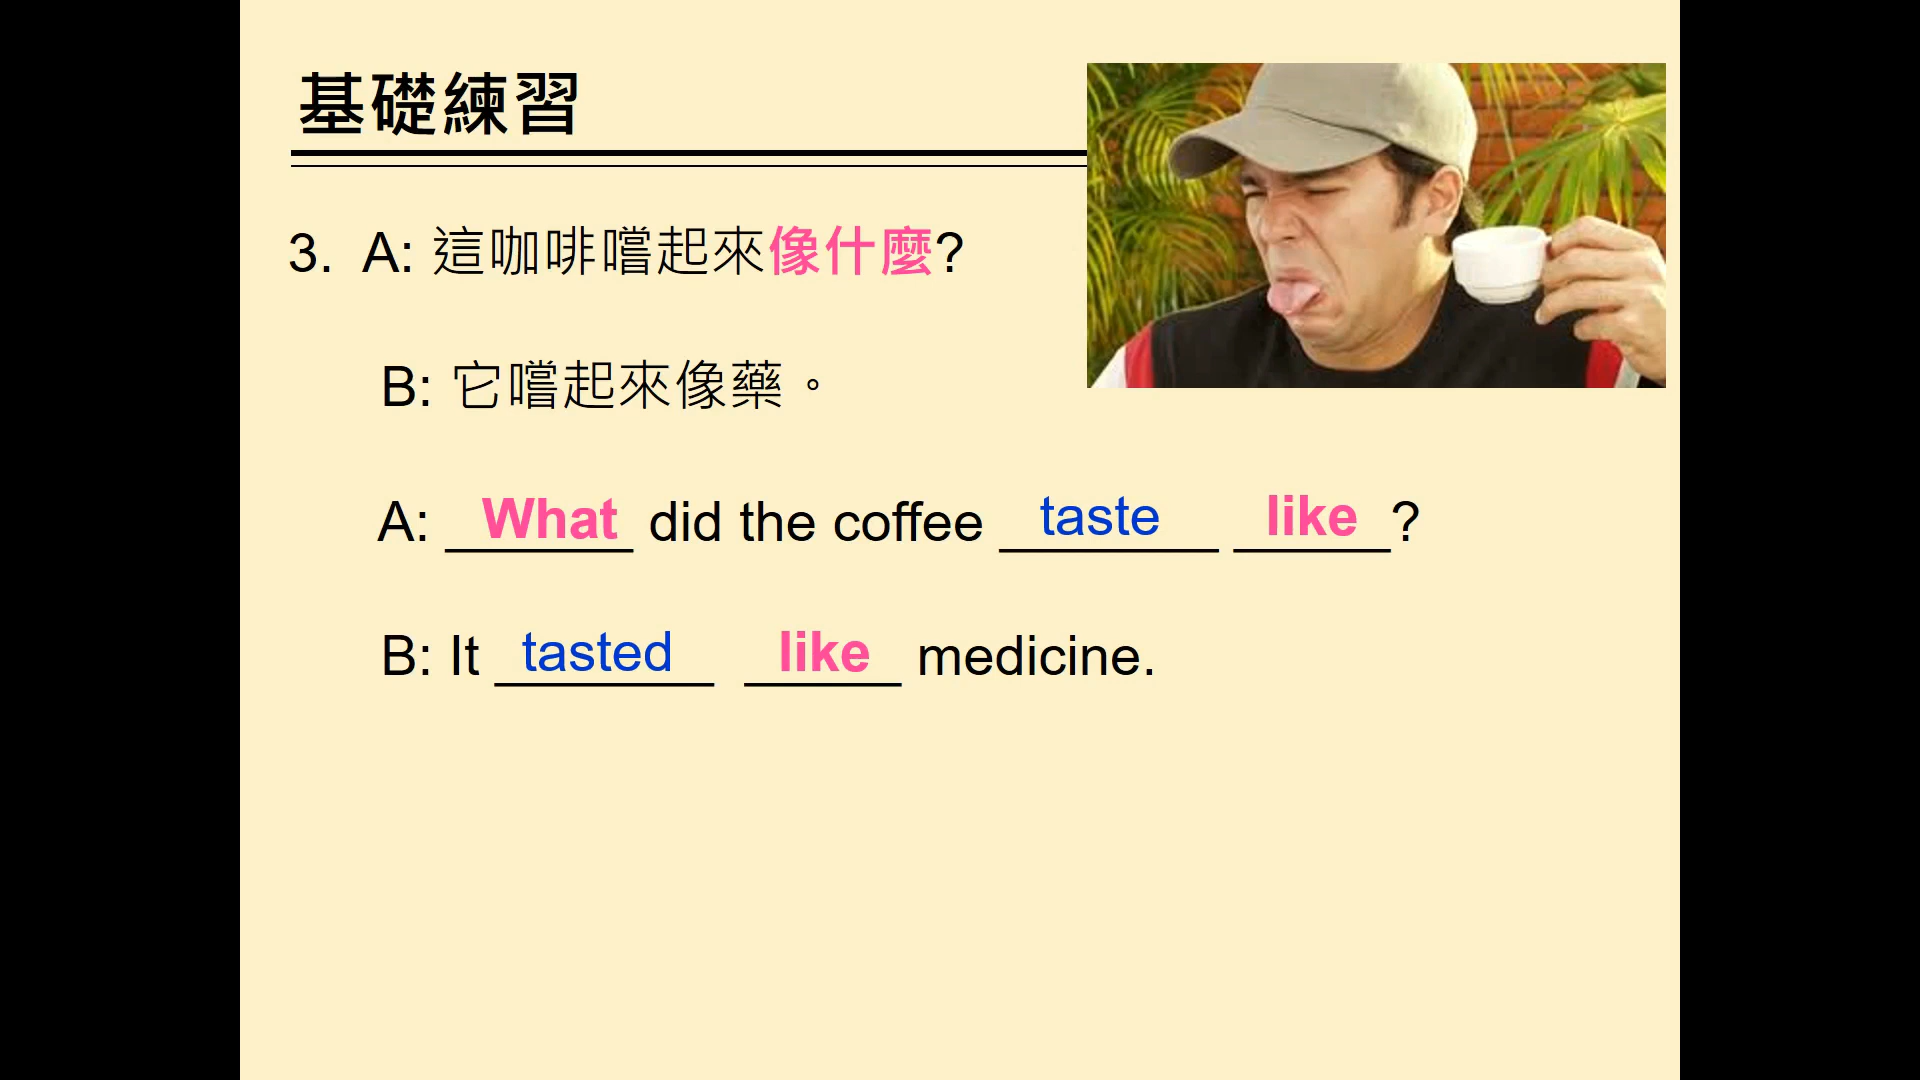 基礎練習
3. A: 這咖啡嚐起來像什麼?
B: 它嚐起來像藥。
A: What did the coffee taste like?
B: It tasted like medicine.